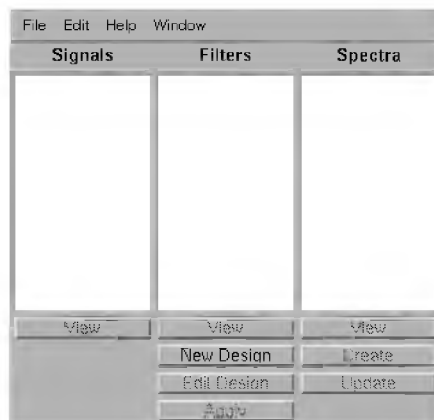 File Edit Help Window
Signals Filters Spectra
View View View
New Design Create
Edit Design Update
Apply